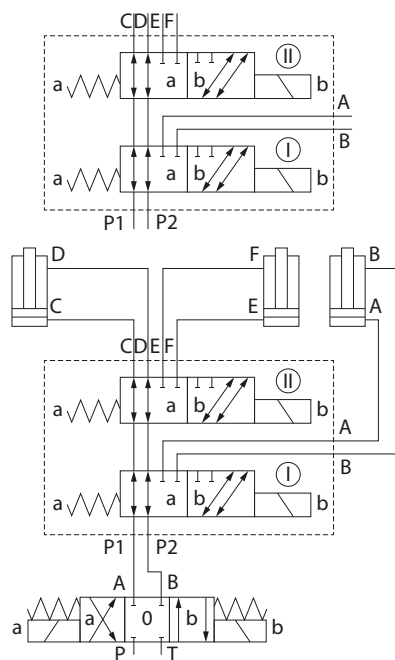 CDEF
II
a a b b
A
B
I
a a b b
P1 P2
D F B
C E A
CDEF
II
a a b b
A
B
I
a a b b
P1 P2
A B
a a 0 b b
P T